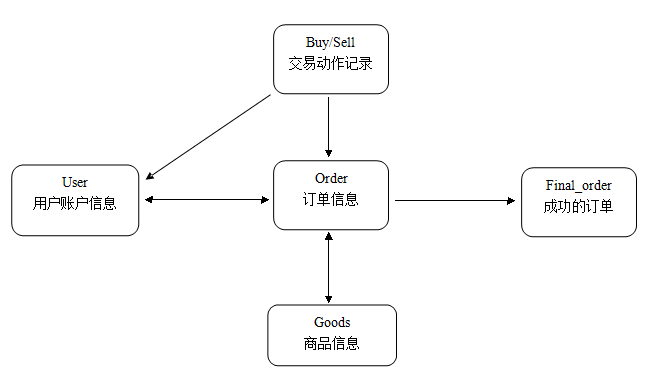 Buy/Sell
交易动作记录
User
用户账户信息
Order
订单信息
Final_order
成功的订单
Goods
商品信息